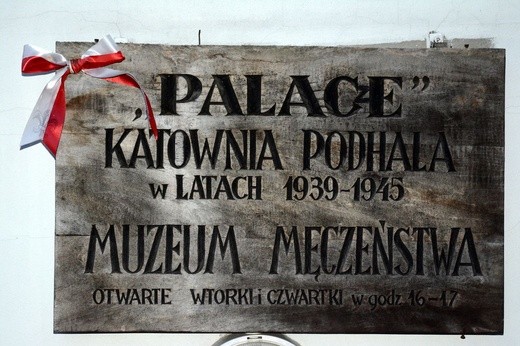 „PALACE”
KATOWNIA PODHALA
w LATACH 1939-1945
MUZEUM MĘCZEŃSTWA
OTWARTE WTORKI i CZWARTKI w godz. 16-17